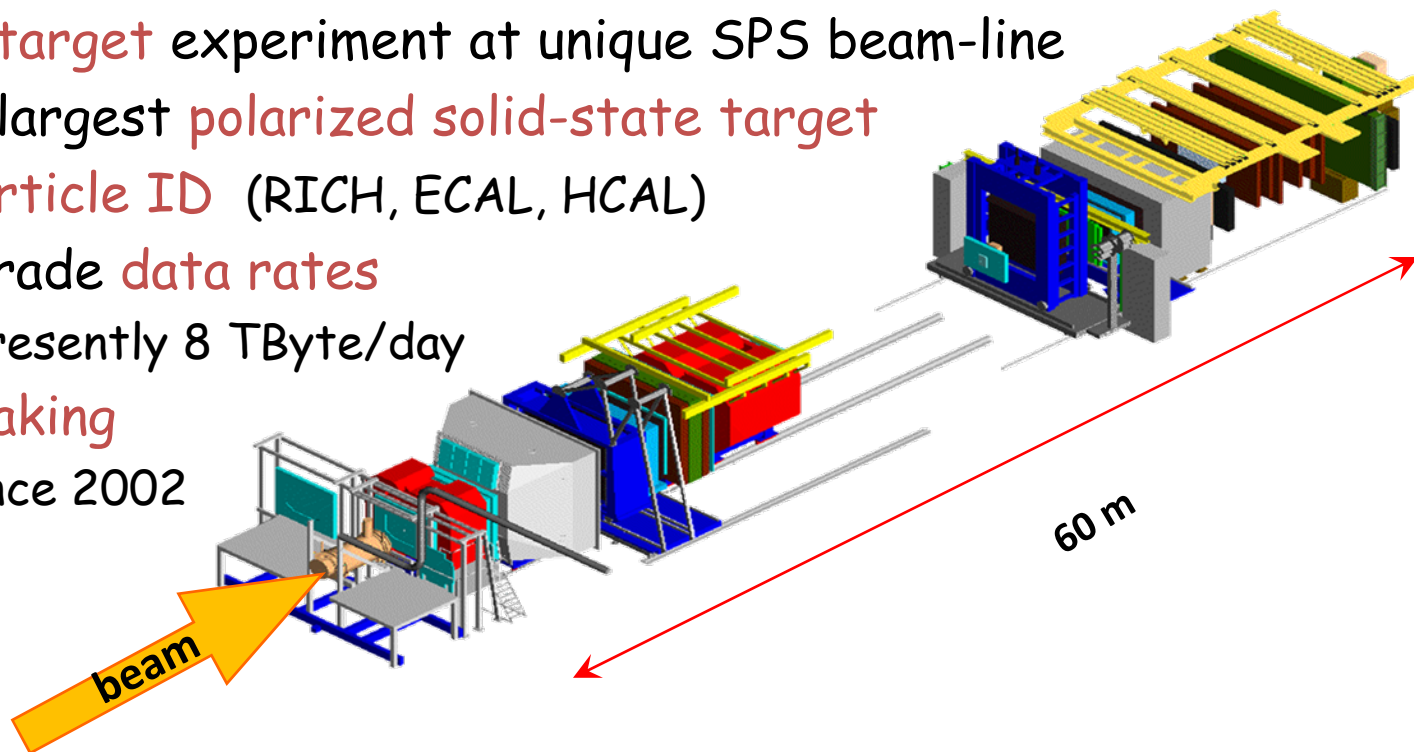 target experiment at unique SPS beam-line
largest polarized solid-state target
rticle ID (RICH, ECAL, HCAL)
rade data rates
resently 8 TByte/day
aking
nce 2002
60 m
beam